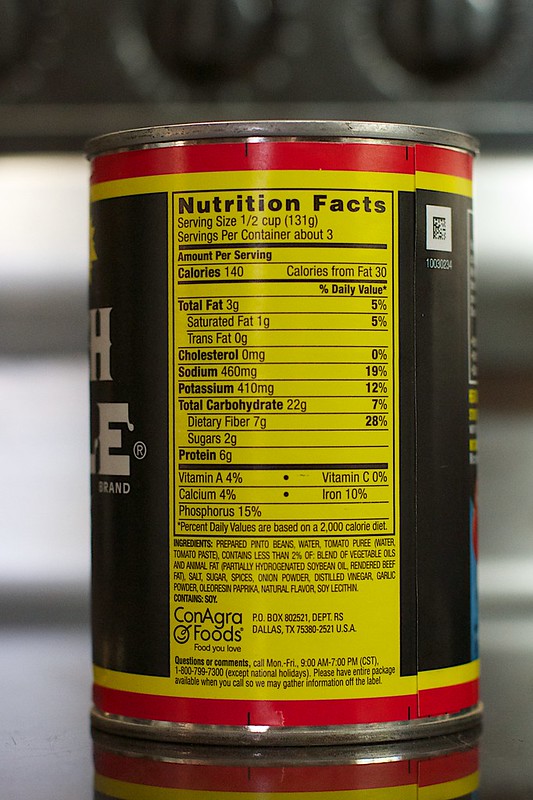 H
LE®
BRAND
Nutrition Facts
Serving Size 1/2 cup (131g)
Servings Per Container about 3
Amount Per Serving
Calories 140 Calories from Fat 30
% Daily Value*
Total Fat 3g 5%
Saturated Fat 1g 5%
Trans Fat 0g
Cholesterol 0mg 0%
Sodium 460mg 19%
Potassium 410mg 12%
Total Carbohydrate 22g 7%
Dietary Fiber 7g 28%
Sugars 2g
Protein 6g
Vitamin A 4% • Vitamin C 0%
Calcium 4% • Iron 10%
Phosphorus 15%
*Percent Daily Values are based on a 2,000 calorie diet.
INGREDIENTS: PREPARED PINTO BEANS, WATER, TOMATO PUREE (WATER,
TOMATO PASTE), CONTAINS LESS THAN 2% OF: BLEND OF VEGETABLE OILS
AND ANIMAL FAT (PARTIALLY HYDROGENATED SOYBEAN OIL, RENDERED BEEF
FAT), SALT, SUGAR, SPICES, ONION POWDER, DISTILLED VINEGAR, GARLIC
POWDER, OLEORESIN PAPRIKA, NATURAL FLAVOR, SOY LECITHIN.
CONTAINS: SOY.
ConAgra
Foods®
Food you love
P.O. BOX 802521, DEPT. RS
DALLAS, TX 75380-2521 U.S.A.
Questions or comments, call Mon.-Fri., 9:00 AM-7:00 PM (CST),
1-800-799-7300 (except national holidays). Please have entire package
available when you call so we may gather information off the label.
10030234